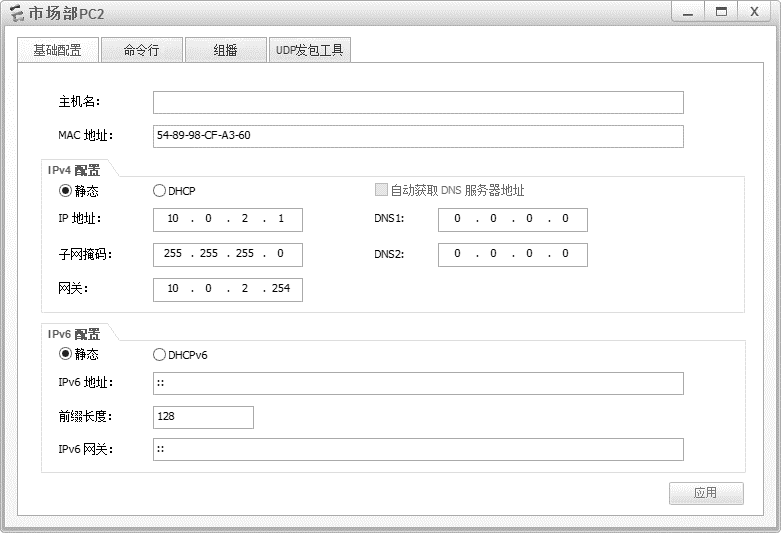 市场部PC2
基础配置 命令行 组播 UDP发包工具
主机名：
MAC 地址： 54-89-98-CF-A3-60
IPv4 配置
静态 DHCP 自动获取 DNS 服务器地址
IP 地址： 10 . 0 . 2 . 1 DNS1: 0 . 0 . 0 . 0
子网掩码： 255 . 255 . 255 . 0 DNS2: 0 . 0 . 0 . 0
网关： 10 . 0 . 2 . 254
IPv6 配置
静态 DHCPv6
IPv6 地址： ::
前缀长度： 128
IPv6 网关： ::
应用